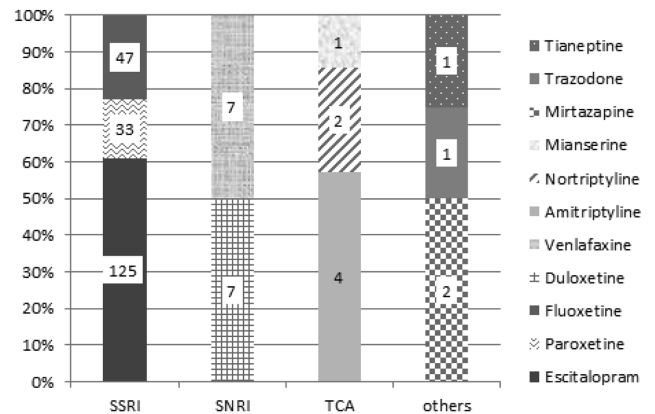 100%
90%
80%
70%
60%
50%
40%
30%
20%
10%
0%
47
33
125
7
7
1
2
4
1
1
2
SSRI
SNRI
TCA
others
Tianeptine
Trazodone
Mirtazapine
Mianserine
Nortriptyline
Amitriptyline
Venlafaxine
Duloxetine
Fluoxetine
Paroxetine
Escitalopram